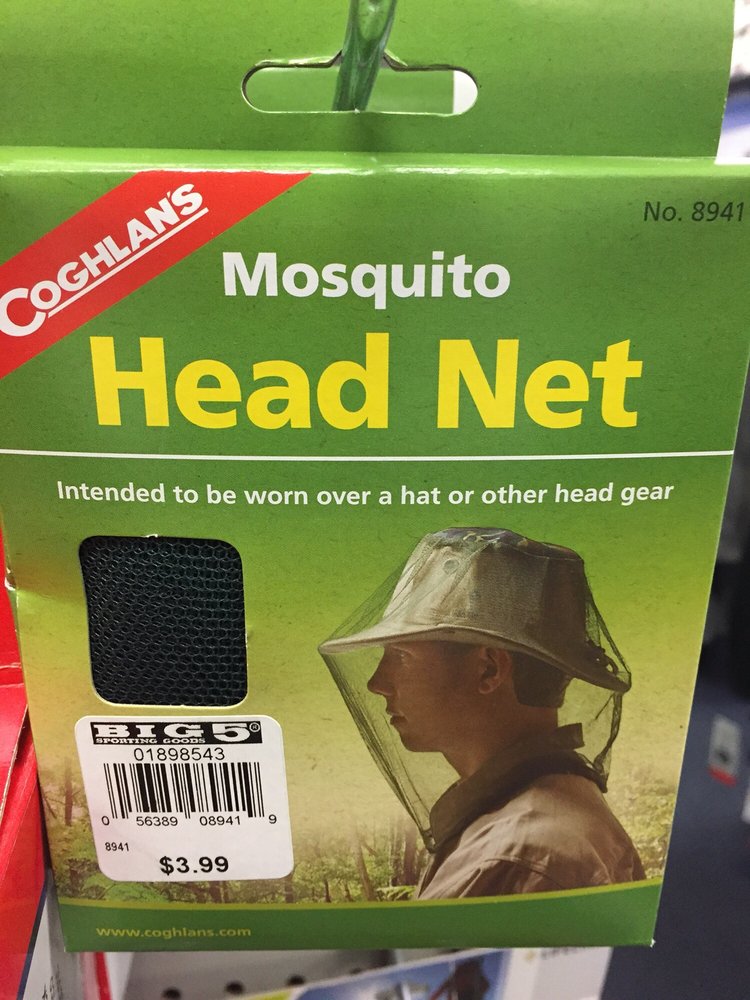 COGHLAN'S
No. 8941
Mosquito
Head Net
Intended to be worn over a hat or other head gear
BIG 5®
SPORTING GOODS
01898543
0 56389 08941 9
8941
$3.99
www.coghlans.com